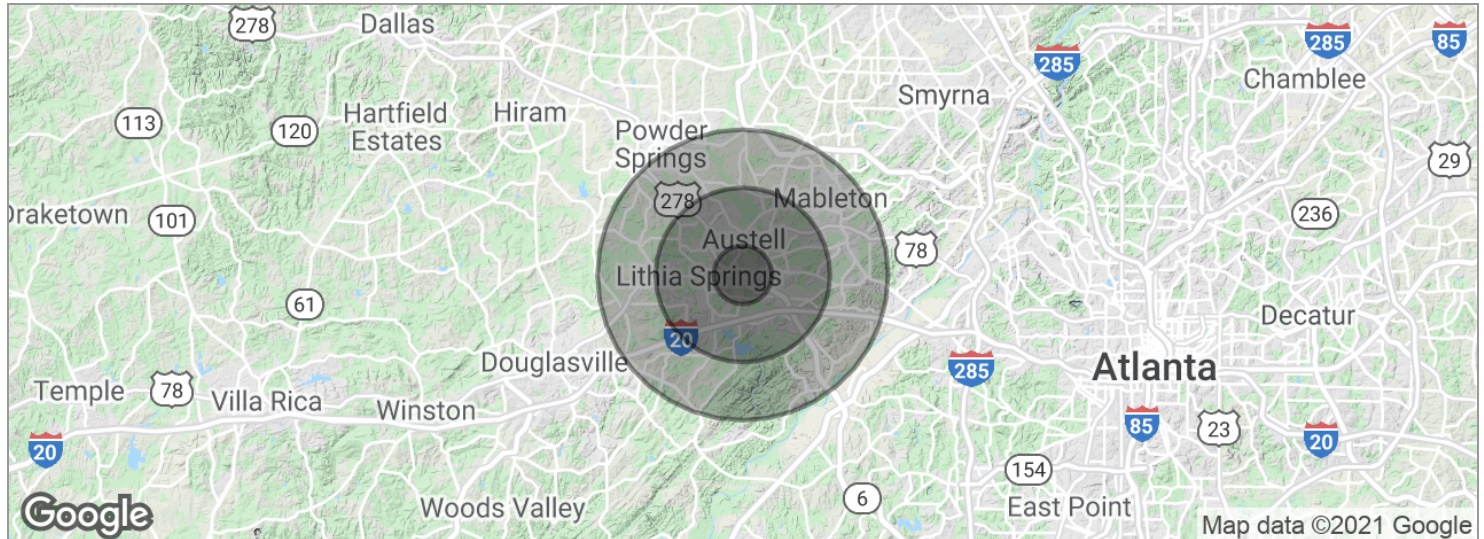 278
Dallas
285
285
85
Chamblee
Smyrna
113
120
Hartfield
Estates
Hiram
Powder
Springs
29
Draketown
101
278
Mableton
236
Austell
78
Lithia Springs
61
Decatur
20
Douglasville
285
Atlanta
Temple
78
Villa Rica
Winston
85
23
20
20
154
6
Woods Valley
East Point
Google
Map data ©2021 Google